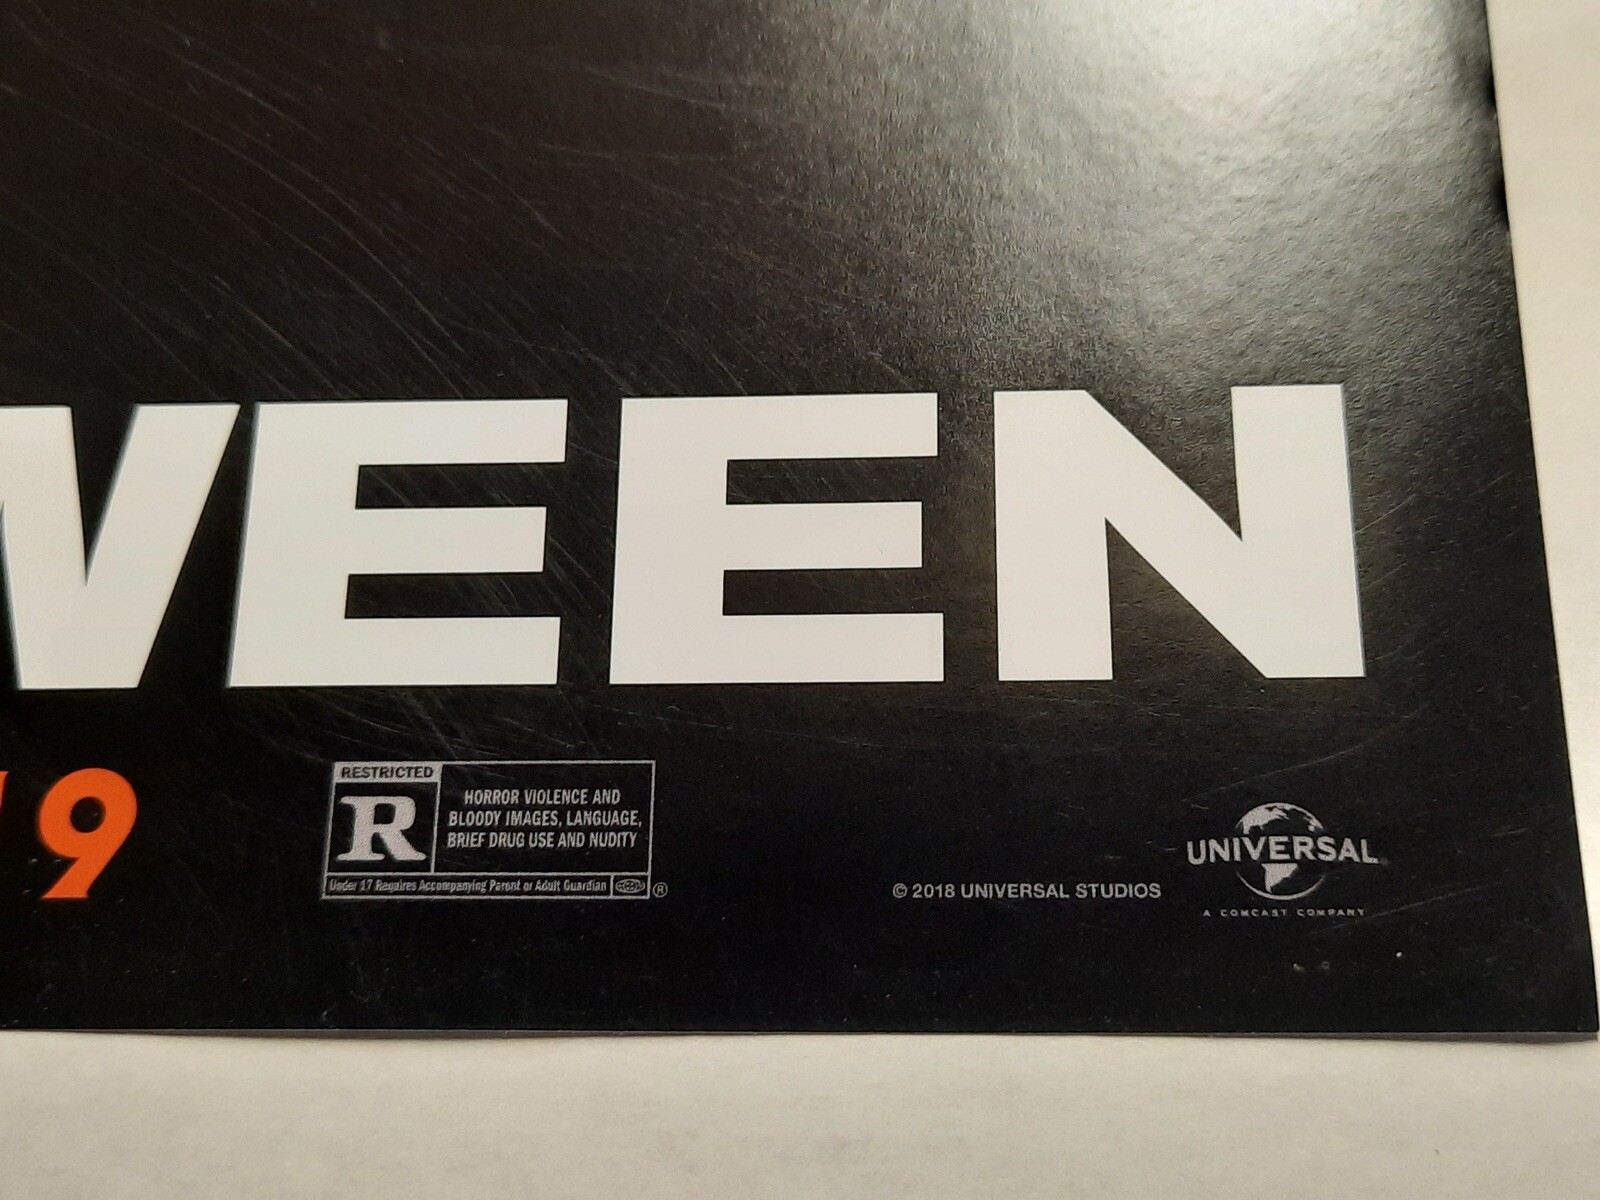 WEEN
19
RESTRICTED
R
HORROR VIOLENCE AND
BLOODY IMAGES, LANGUAGE,
BRIEF DRUG USE AND NUDITY
Under 17 Requires Accompanying Parent or Adult Guardian
®
© 2018 UNIVERSAL STUDIOS
UNIVERSAL
A COMCAST COMPANY